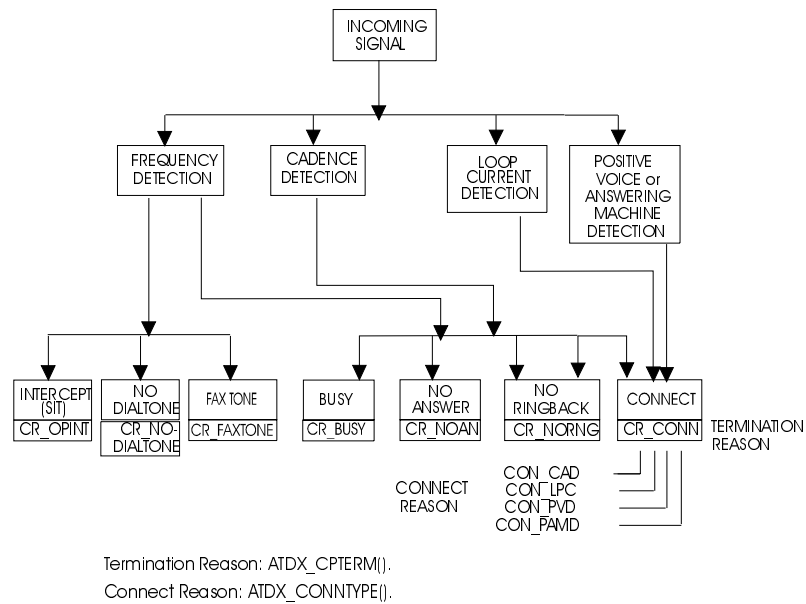 INCOMING
SIGNAL
FREQUENCY
DETECTION
CADENCE
DETECTION
LOOP
CURRENT
DETECTION
POSITIVE
VOICE or
ANSWERING
MACHINE
DETECTION
INTERCEPT
(SIT)
CR_OPINT
NO
DIALTONE
CR_NO-
DIALTONE
FAX TONE
CR_FAXTONE
BUSY
CR_BUSY
NO
ANSWER
CR_NOAN
NO
RINGBACK
CR_NORNG
CONNECT
CR_CONN
TERMINATION
REASON
CONNECT
REASON
CON_CAD
CON_LPC
CON_PVD
CON_PAMD
Termination Reason: ATDX_CPTERM().
Connect Reason: ATDX_CONNTYPE().